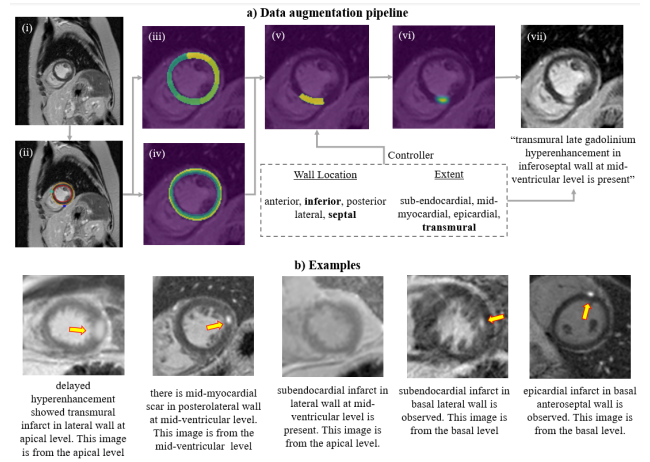 a) Data augmentation pipeline
(i)
(ii)
(iii)
(iv)
(v)
(vi)
(vii)
Controller
Wall Location
anterior, inferior, posterior
lateral, septal
Extent
sub-endocardial, mid-
myocardial, epicardial,
transmural
“transmural late gadolinium
hyperenhancement in
inferoseptal wall at mid-
ventricular level is present”
b) Examples
delayed
hyperenhancement
showed transmural
infarct in lateral wall at
apical level. This image
is from the apical level
there is mid-myocardial
scar in posterolateral wall
at mid-ventricular level.
This image is from the
mid-ventricular level
subendocardial infarct in
lateral wall at mid-
ventricular level is
present. This image is
from the apical level.
subendocardial infarct in
basal lateral wall is
observed. This image is
from the basal level
epicardial infarct in basal
anteroseptal wall is
observed. This image is
from the basal level.